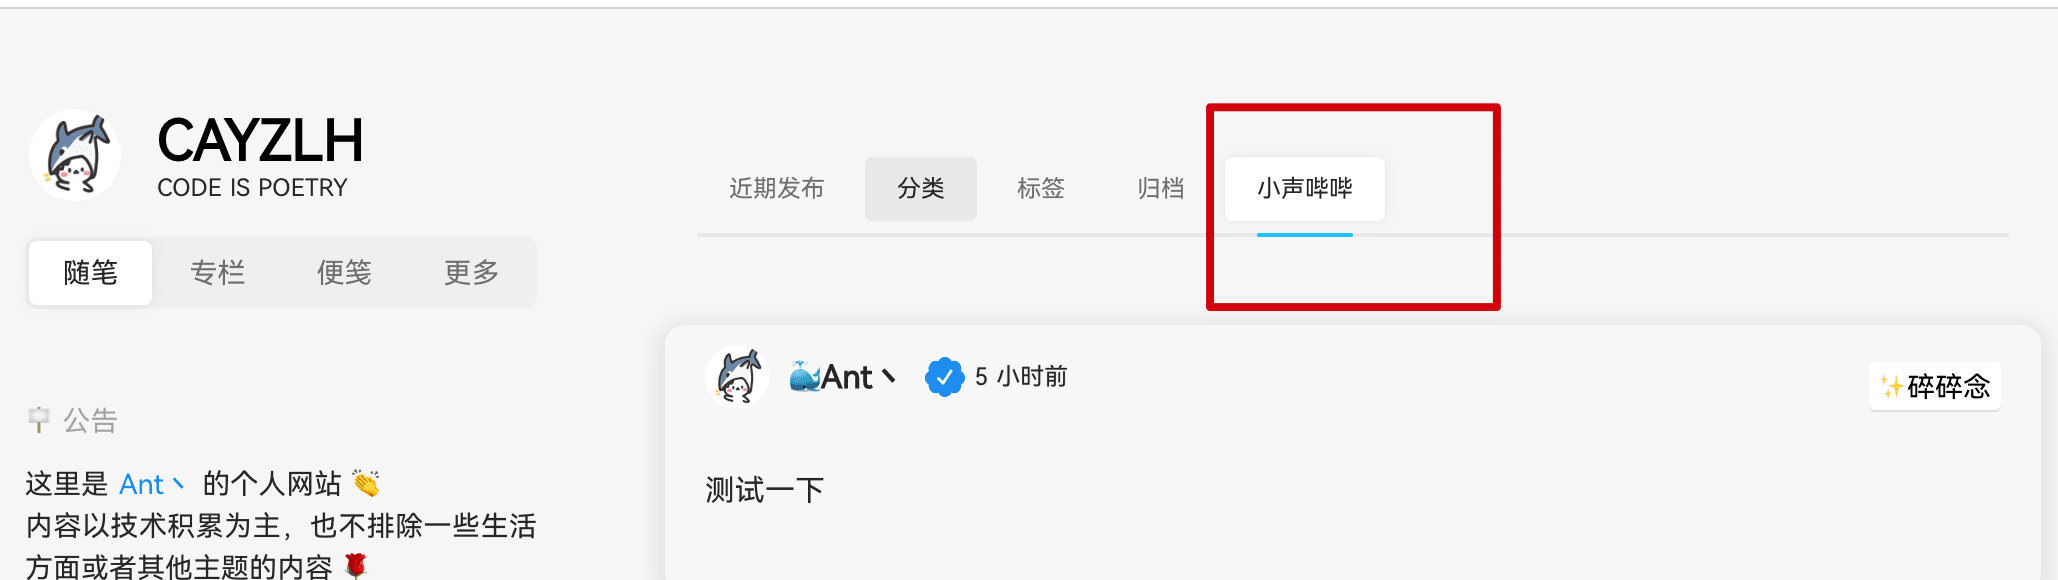 CAYZLH
CODE IS POETRY
随笔 专栏 便笺 更多
公告
这里是 Ant丶 的个人网站 👏
内容以技术积累为主，也不排除一些生活
方面或者其他主题的内容 🌹
近期发布 分类 标签 归档 小声哔哔
🐳Ant丶 5 小时前
✨碎碎念
测试一下